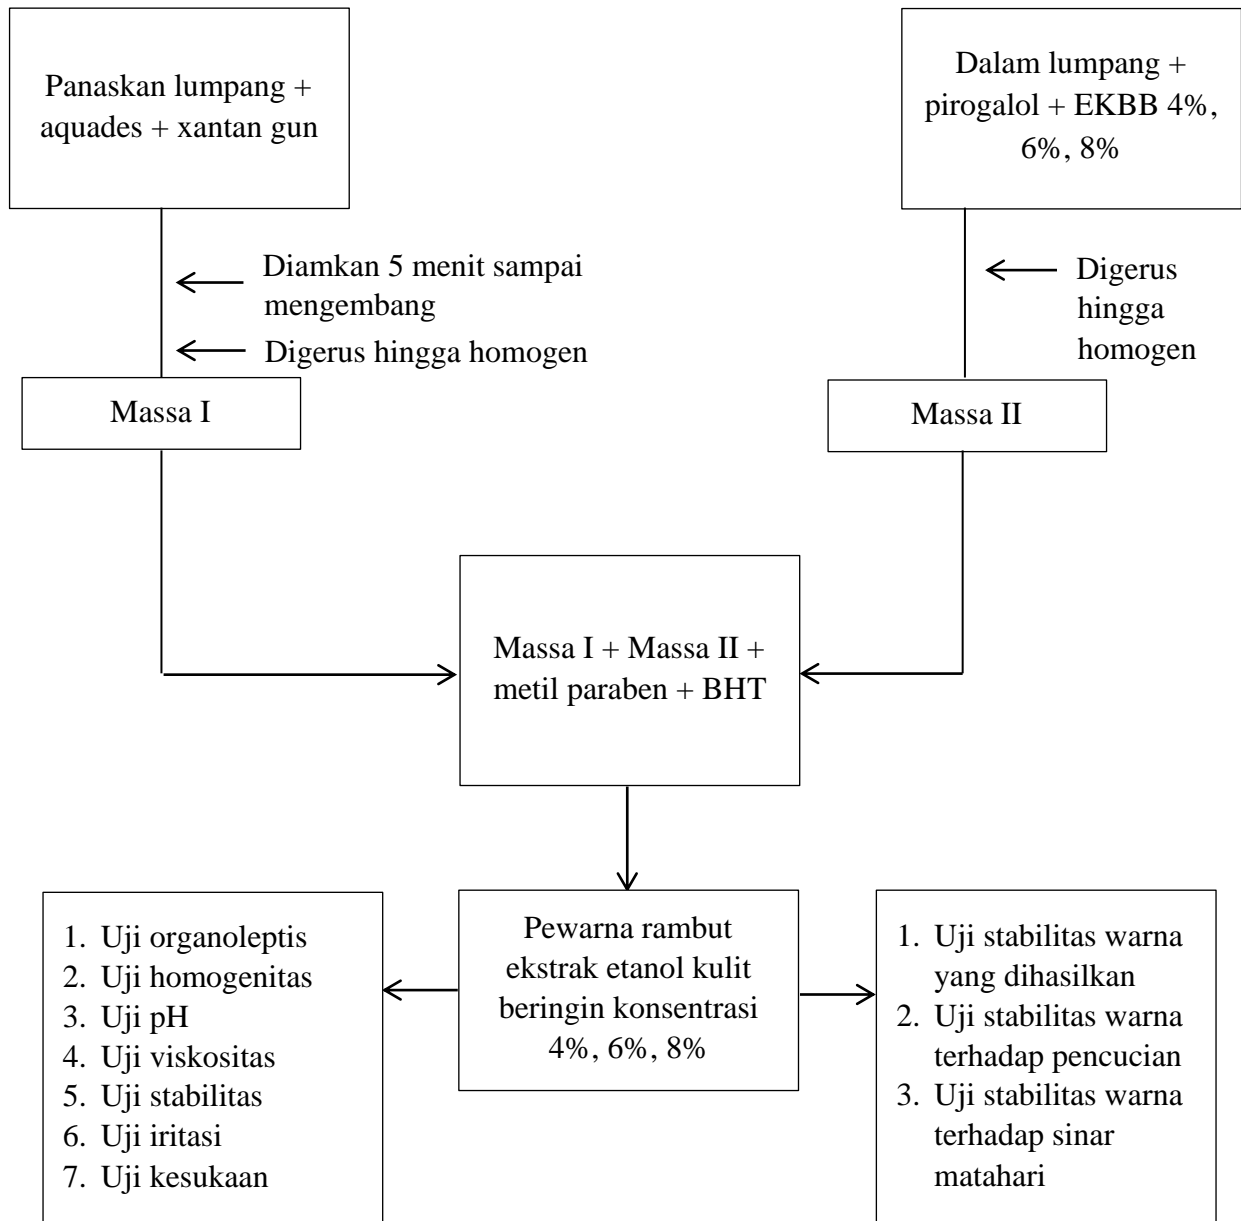 Panaskan lumpang +
aquades + xantan gun
Dalam lumpang +
pirogalol + EKBB 4%,
6%, 8%
Diamkan 5 menit sampai
mengembang
Digerus hingga homogen
Digerus
hingga
homogen
Massa I
Massa II
Massa I + Massa II +
metil paraben + BHT
1. Uji organoleptis
2. Uji homogenitas
3. Uji pH
4. Uji viskositas
5. Uji stabilitas
6. Uji iritasi
7. Uji kesukaan
Pewarna rambut
ekstrak etanol kulit
beringin konsentrasi
4%, 6%, 8%
1. Uji stabilitas warna
yang dihasilkan
2. Uji stabilitas warna
terhadap pencucian
3. Uji stabilitas warna
terhadap sinar
matahari